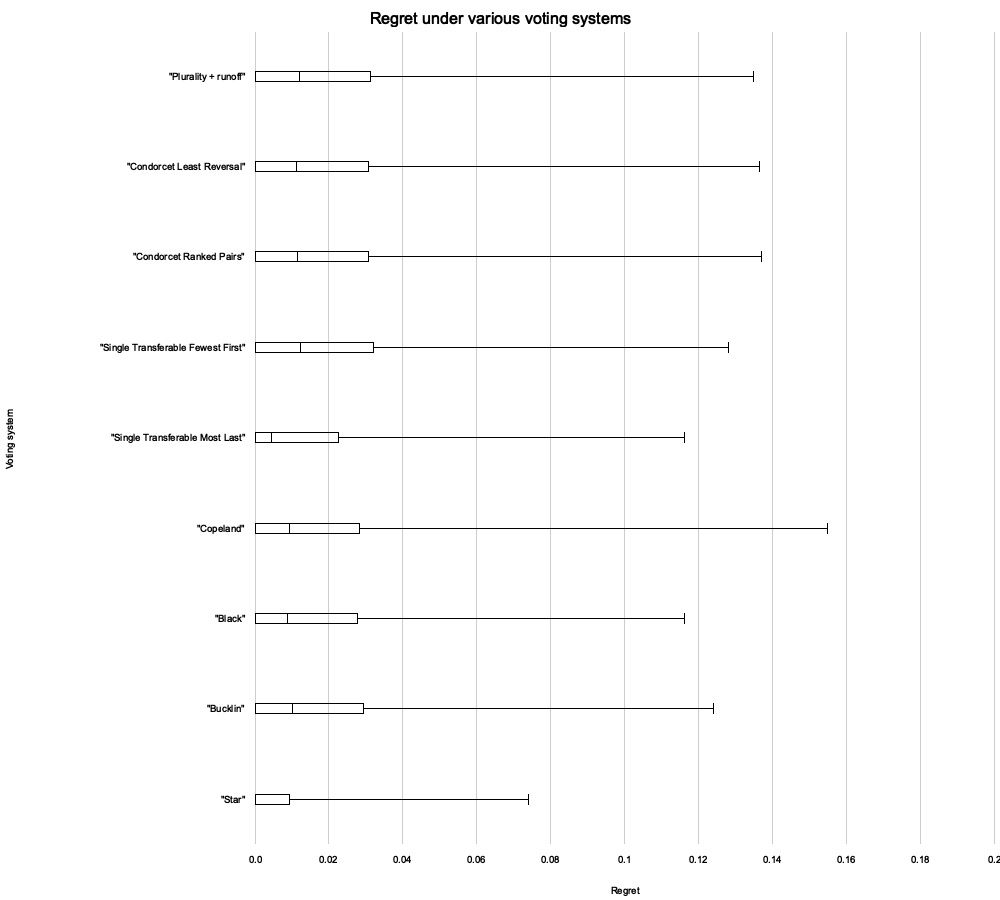 Regret under various voting systems
"Plurality + runoff"
"Condorcet Least Reversal"
"Condorcet Ranked Pairs"
"Single Transferable Fewest First"
"Single Transferable Most Last"
"Copeland"
"Black"
"Bucklin"
"Star"
Voting system
0.0 0.02 0.04 0.06 0.08 0.1 0.12 0.14 0.16 0.18 0.2
Regret